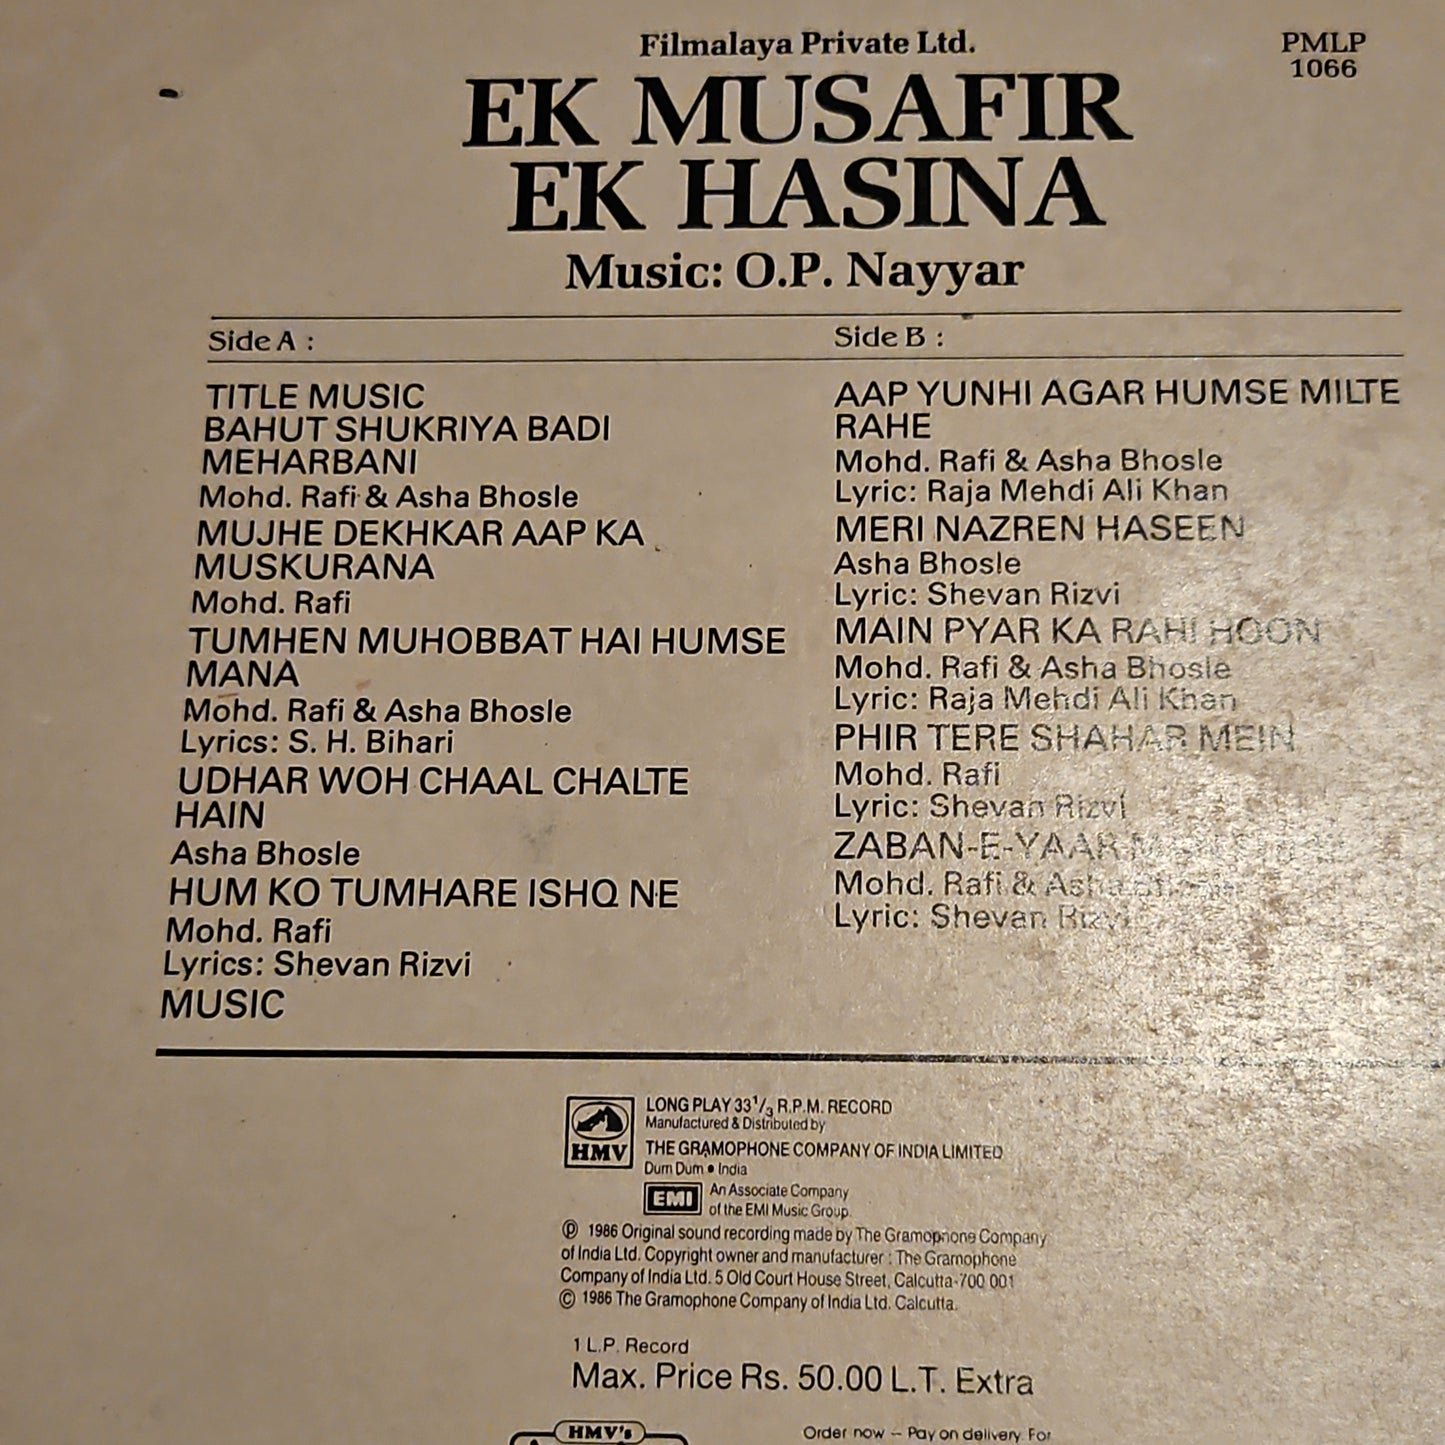 Filmalaya Private Ltd.
PMLP
1066
EK MUSAFIR
EK HASINA
Music: O.P. Nayyar
Side A :
TITLE MUSIC
BAHUT SHUKRIYA BADI
MEHARBANI
Mohd. Rafi & Asha Bhosle
MUJHE DEKHKAR AAP KA
MUSKURANA
Mohd. Rafi
TUMHEN MUHOBBAT HAI HUMSE
MANA
Mohd. Rafi & Asha Bhosle
Lyrics: S. H. Bihari
UDHAR WOH CHAAL CHALTE
HAIN
Asha Bhosle
HUM KO TUMHARE ISHQ NE
Mohd. Rafi
Lyrics: Shevan Rizvi
MUSIC
Side B :
AAP YUNHI AGAR HUMSE MILTE
RAHE
Mohd. Rafi & Asha Bhosle
Lyric: Raja Mehdi Ali Khan
MERI NAZREN HASEEN
Asha Bhosle
Lyric: Shevan Rizvi
MAIN PYAR KA RAHI HOON
Mohd. Rafi & Asha Bhosle
Lyric: Raja Mehdi Ali Khan
PHIR TERE SHAHAR MEIN
Mohd. Rafi
Lyric: Shevan Rizvi
ZABAN-E-YAAR
Mohd. Rafi & Asha Bhosle
Lyric: Shevan Rizvi
HMV
LONG PLAY 33 1/3 R.P.M. RECORD
Manufactured & Distributed by
THE GRAMOPHONE COMPANY OF INDIA LIMITED
Dum Dum • India
EMI
An Associate Company
of the EMI Music Group.
℗ 1986 Original sound recording made by The Gramophone Company
of India Ltd. Copyright owner and manufacturer : The Gramophone
Company of India Ltd. 5 Old Court House Street, Calcutta-700 001
© 1986 The Gramophone Company of India Ltd. Calcutta.
1 L.P. Record
Max. Price Rs. 50.00 L.T. Extra
HMV's
Order now – Pay on delivery. For